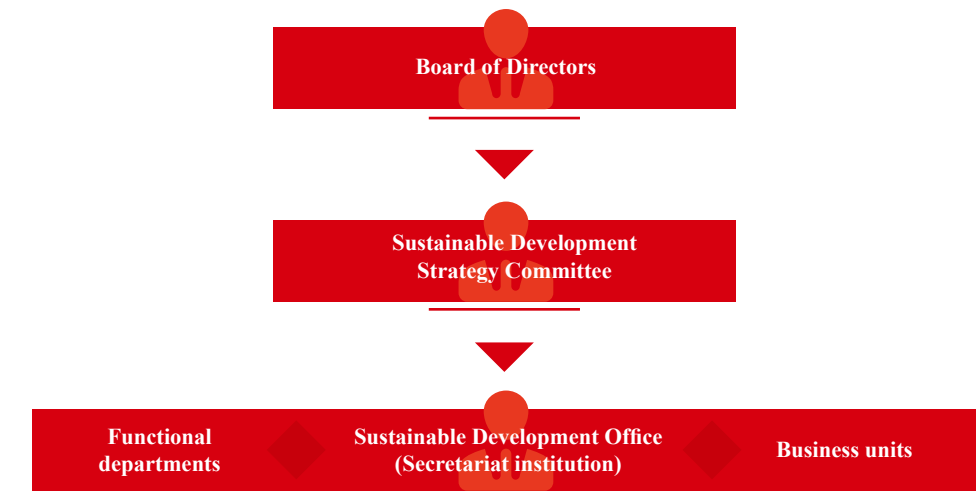 Board of Directors
Sustainable Development
Strategy Committee
Functional
departments
Sustainable Development Office
(Secretariat institution)
Business units